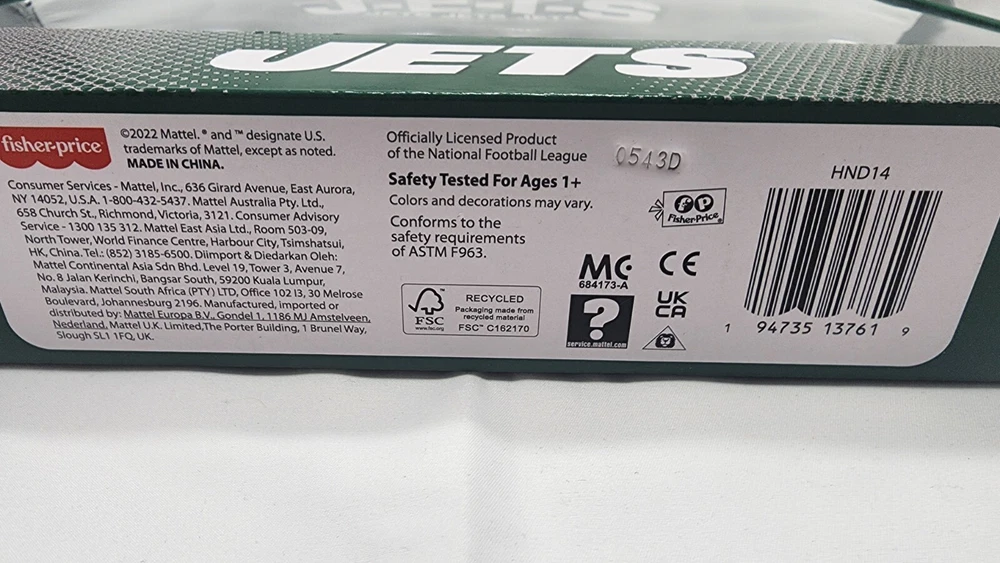 JETS
JETS
fisher-price
©2022 Mattel. ® and ™ designate U.S.
trademarks of Mattel, except as noted.
MADE IN CHINA.
Consumer Services - Mattel, Inc., 636 Girard Avenue, East Aurora,
NY 14052, U.S.A. 1-800-432-5437. Mattel Australia Pty. Ltd.,
658 Church St., Richmond, Victoria, 3121. Consumer Advisory
Service - 1300 135 312. Mattel East Asia Ltd., Room 503-09,
North Tower, World Finance Centre, Harbour City, Tsimshatsui,
HK, China. Tel.: (852) 3185-6500. Diimport & Diedarkan Oleh:
Mattel Continental Asia Sdn Bhd. Level 19, Tower 3, Avenue 7,
No. 8 Jalan Kerinchi, Bangsar South, 59200 Kuala Lumpur,
Malaysia. Mattel South Africa (PTY) LTD, Office 102 I3, 30 Melrose
Boulevard, Johannesburg 2196. Manufactured, imported or
distributed by: Mattel Europa B.V., Gondel 1, 1186 MJ Amstelveen,
Nederland. Mattel U.K. Limited, The Porter Building, 1 Brunel Way,
Slough SL1 1FQ, UK.
Officially Licensed Product
of the National Football League
0543D
Safety Tested For Ages 1+
Colors and decorations may vary.
Conforms to the
safety requirements
of ASTM F963.
FSC
www.fsc.org
RECYCLED
Packaging made from
recycled material
FSC™ C162170
FP
Fisher-Price
MC
684173-A
CE
?
service.mattel.com
UK
CA
HND14
1 94735 13761 9